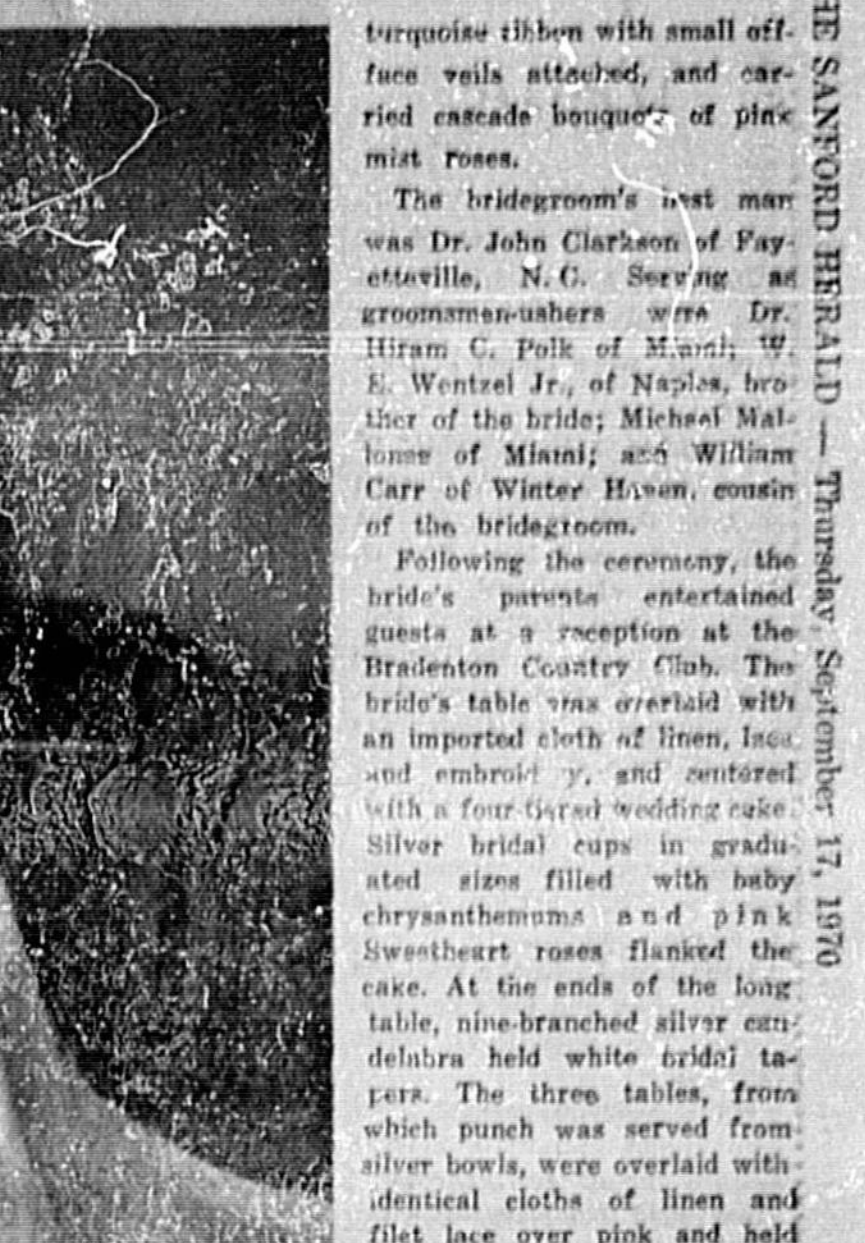 turquoise ribbon with small off-
face veils attached, and car-
ried cascade bouquets of pink
mist roses.
The bridegroom's best man
was Dr. John Clarkson of Fay-
etteville, N. C. Serving as
groomsmen-ushers were Dr.
Hiram C. Polk of Miami; W.
E. Wentzel Jr., of Naples, bro-
ther of the bride; Michael Mal-
of Miami; and William
Carr of Winter Haven, cousin
of the bridegroom.
Following the ceremony, the
bride's parents entertained
guests at a reception at the
Bradenton Country Club. The
bride's table was overlaid with
an imported cloth of linen, lace
and embroid y, and centered
with a four-tiered wedding cake.
Silver bridal cups in gradu-
ated sizes filled with baby
chrysanthemums and pink
Sweetheart roses flanked the
cake. At the ends of the long
table, nine-branched silver can-
delabra held white bridal ta-
pers. The three tables, from
which punch was served from
silver bowls, were overlaid with
identical cloths of linen and
filet lace over pink and held
HE SANFORD HERALD — Thursday September 17, 1970